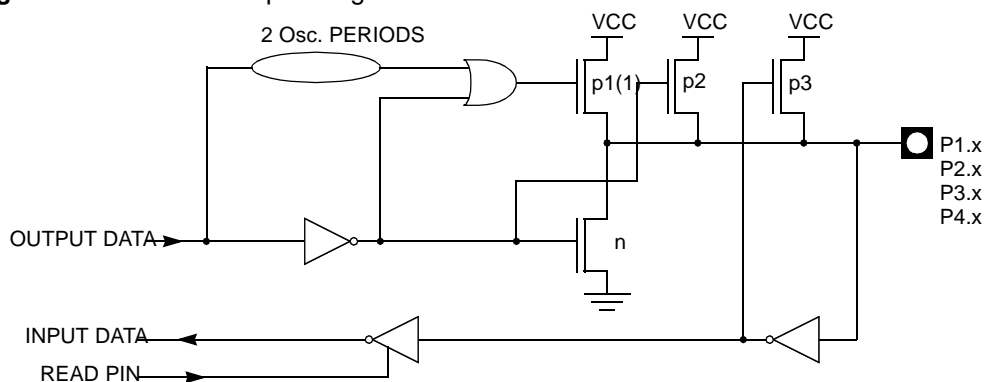 VCC VCC VCC
2 Osc. PERIODS
p1(1) p2 p3
P1.x
P2.x
P3.x
P4.x
OUTPUT DATA
n
INPUT DATA
READ PIN